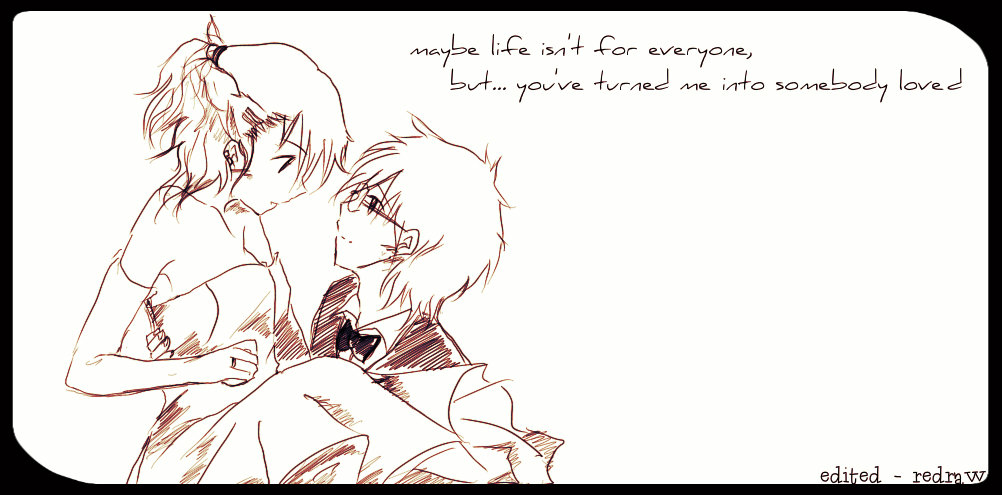 maybe life isn't for everyone,
but... you've turned me into somebody loved
edited - redraw